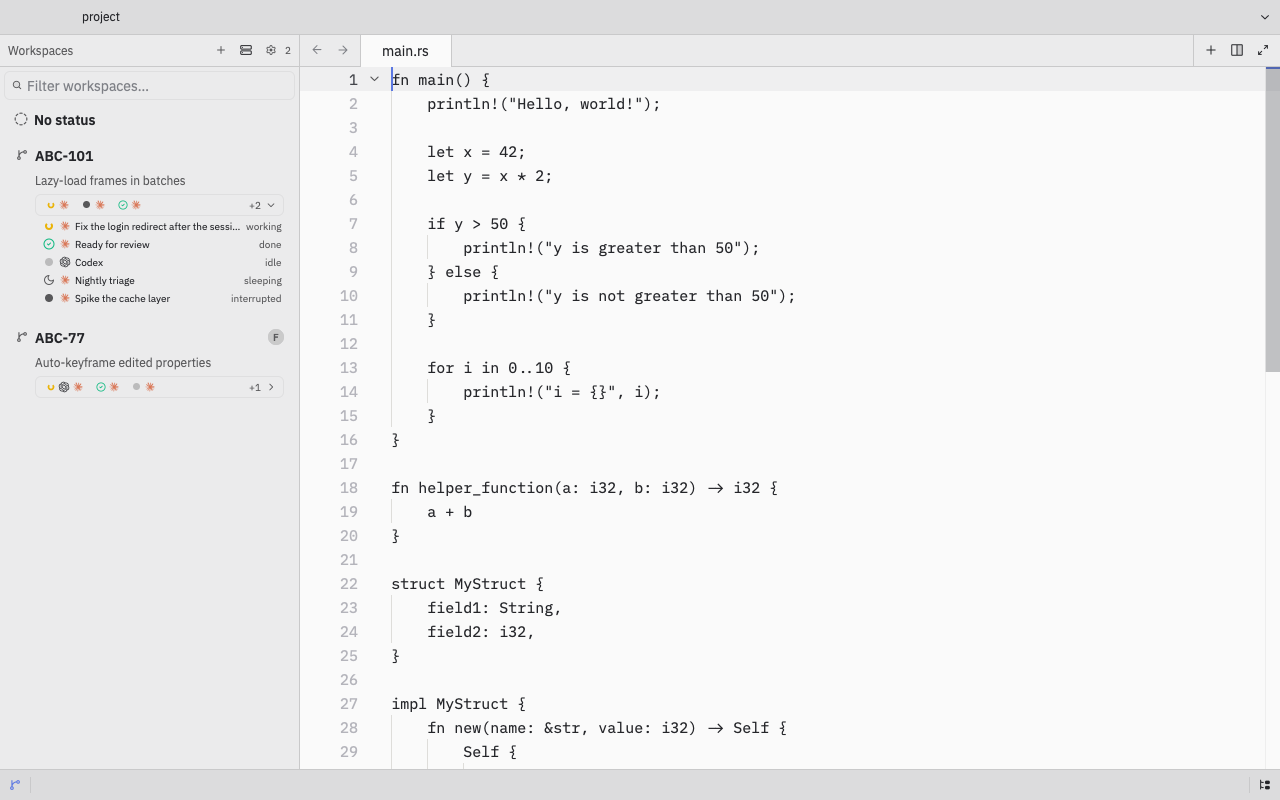 project
Workspaces
2
main.rs
Filter workspaces...
No status
ABC-101
Lazy-load frames in batches
+2
Fix the login redirect after the sessi... working
Ready for review done
Codex idle
Nightly triage sleeping
Spike the cache layer interrupted
ABC-77 F
Auto-keyframe edited properties
+1
1 fn main() {
2 println!("Hello, world!");
3
4 let x = 42;
5 let y = x * 2;
6
7 if y > 50 {
8 println!("y is greater than 50");
9 } else {
10 println!("y is not greater than 50");
11 }
12
13 for i in 0..10 {
14 println!("i = {}", i);
15 }
16 }
17
18 fn helper_function(a: i32, b: i32) -> i32 {
19 a + b
20 }
21
22 struct MyStruct {
23 field1: String,
24 field2: i32,
25 }
26
27 impl MyStruct {
28 fn new(name: &str, value: i32) -> Self {
29 Self {